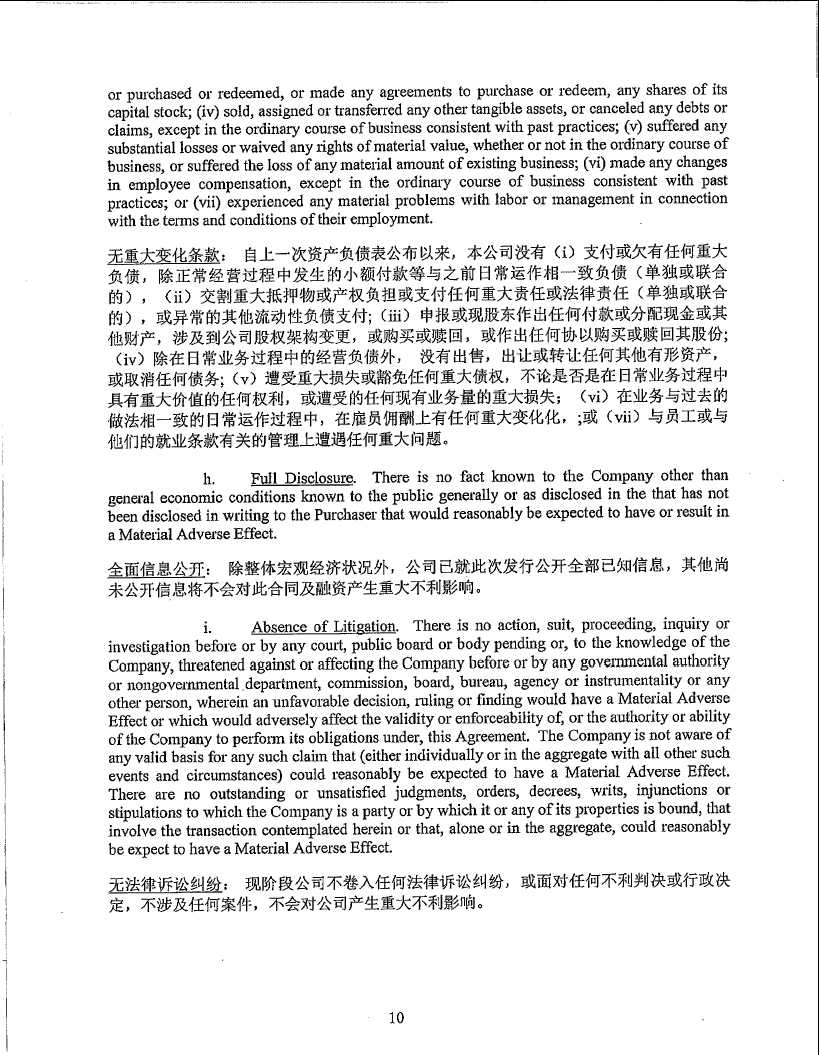 or purchased or redeemed, or made any agreements to purchase or redeem, any shares of its
capital stock; (iv) sold, assigned or transferred any other tangible assets, or canceled any debts or
claims, except in the ordinary course of business consistent with past practices; (v) suffered any
substantial losses or waived any rights of material value, whether or not in the ordinary course of
business, or suffered the loss of any material amount of existing business; (vi) made any changes
in employee compensation, except in the ordinary course of business consistent with past
practices; or (vii) experienced any material problems with labor or management in connection
with the terms and conditions of their employment.
无重大变化条款： 自上一次资产负债表公布以来，本公司没有（i）支付或欠有任何重大
负债，除正常经营过程中发生的小额付款等与之前日常运作相一致负债（单独或联合
的），（ii）交割重大抵押物或产权负担或支付任何重大责任或法律责任（单独或联合
的），或异常的其他流动性负债支付;（iii）申报或现股东作出任何付款或分配现金或其
他财产，涉及到公司股权架构变更，或购买或赎回，或作出任何协以购买或赎回其股份;
（iv）除在日常业务过程中的经营负债外， 没有出售，出让或转让任何其他有形资产，
或取消任何债务;（v）遭受重大损失或豁免任何重大债权，不论是否是在日常业务过程中
具有重大价值的任何权利，或遭受的任何现有业务量的重大损失；（vi）在业务与过去的
做法相一致的日常运作过程中，在雇员佣酬上有任何重大变化化，;或（vii）与员工或与
他们的就业条款有关的管理上遭遇任何重大问题。
h. Full Disclosure. There is no fact known to the Company other than
general economic conditions known to the public generally or as disclosed in the that has not
been disclosed in writing to the Purchaser that would reasonably be expected to have or result in
a Material Adverse Effect.
全面信息公开： 除整体宏观经济状况外，公司已就此次发行公开全部已知信息，其他尚
未公开信息将不会对此合同及融资产生重大不利影响。
i. Absence of Litigation. There is no action, suit, proceeding, inquiry or
investigation before or by any court, public board or body pending or, to the knowledge of the
Company, threatened against or affecting the Company before or by any governmental authority
or nongovernmental department, commission, board, bureau, agency or instrumentality or any
other person, wherein an unfavorable decision, ruling or finding would have a Material Adverse
Effect or which would adversely affect the validity or enforceability of, or the authority or ability
of the Company to perform its obligations under, this Agreement. The Company is not aware of
any valid basis for any such claim that (either individually or in the aggregate with all other such
events and circumstances) could reasonably be expected to have a Material Adverse Effect.
There are no outstanding or unsatisfied judgments, orders, decrees, writs, injunctions or
stipulations to which the Company is a party or by which it or any of its properties is bound, that
involve the transaction contemplated herein or that, alone or in the aggregate, could reasonably
be expect to have a Material Adverse Effect.
无法律诉讼纠纷： 现阶段公司不卷入任何法律诉讼纠纷，或面对任何不利判决或行政决
定，不涉及任何案件，不会对公司产生重大不利影响。
10